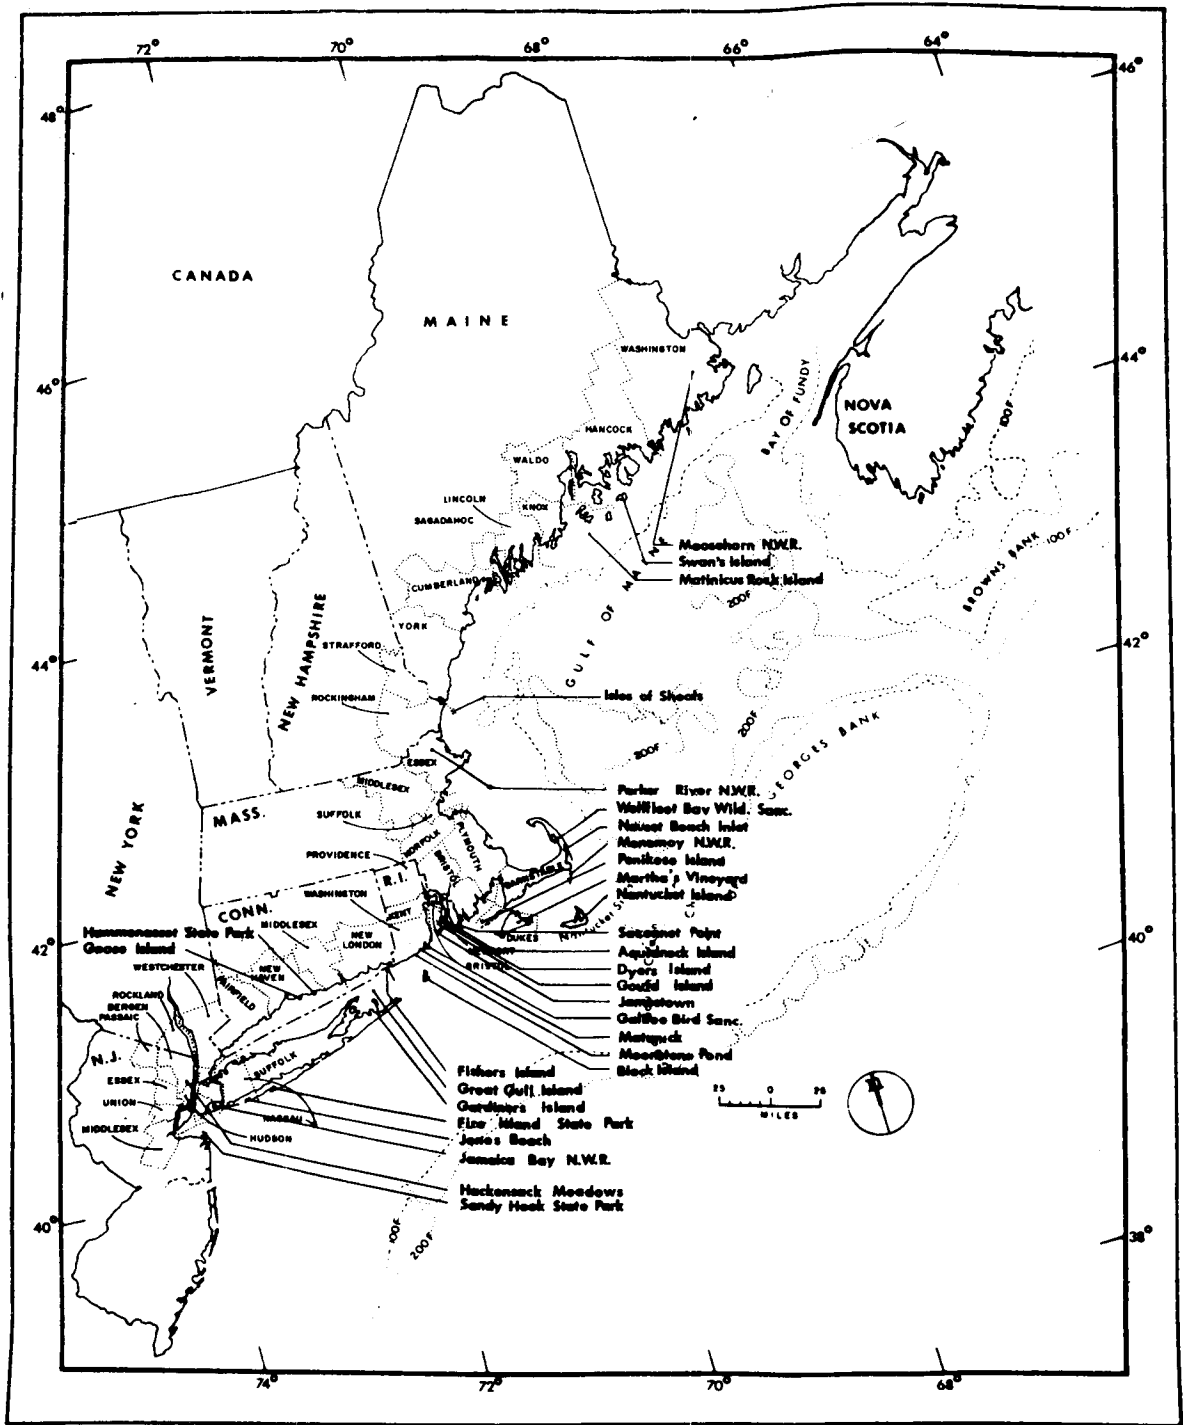 72° 70° 68° 66° 64°
46°
48°
CANADA
MAINE
WASHINGTON
44°
46°
BAY OF FUNDY
NOVA
SCOTIA
100F
HANCOCK
WALDO
LINCOLN
KNOX
SAGADAHOC
Moosehorn N.W.R.
Swan's Island
Matinicus Rock Island
BROWNS BANK
100F
CUMBERLAND
200F
GULF OF MAINE
YORK
STRAFFORD
42°
44°
VERMONT
NEW HAMPSHIRE
ROCKINGHAM
Isles of Shoals
200F
200F
GEORGES BANK
ESSEX
MIDDLESEX
Parker River N.W.R.
Wellfleet Bay Wild. Sanc.
Nauset Beach Inlet
Monomoy N.W.R.
Penikese Island
Martha's Vineyard
Nantucket Island
NEW YORK
MASS.
SUFFOLK
NORFOLK
PLYMOUTH
BRISTOL
PROVIDENCE
BARNSTABLE
R.I.
WASHINGTON
KENT
CONN.
MIDDLESEX
Hammonasset State Park
Goose Island
NEW
LONDON
DUKES
BRISTOL
42°
40°
Sakonnet Point
Aquidneck Island
Dyers Island
Gould Island
Jamestown
Galilee Bird Sanc.
Matunuck
Moonstone Pond
Block Island
WESTCHESTER
NEW
HAVEN
FAIRFIELD
ROCKLAND
BERGEN
PASSAIC
N.J.
SUFFOLK
ESSEX
UNION
MIDDLESEX
NASSAU
HUDSON
Fishers Island
Great Gull Island
Gardiners Island
Fire Island State Park
Jones Beach
Jamaica Bay N.W.R.
Hackensack Meadows
Sandy Hook State Park
25 0 25
MILES
40°
38°
100F
200F
74° 72° 70° 68°